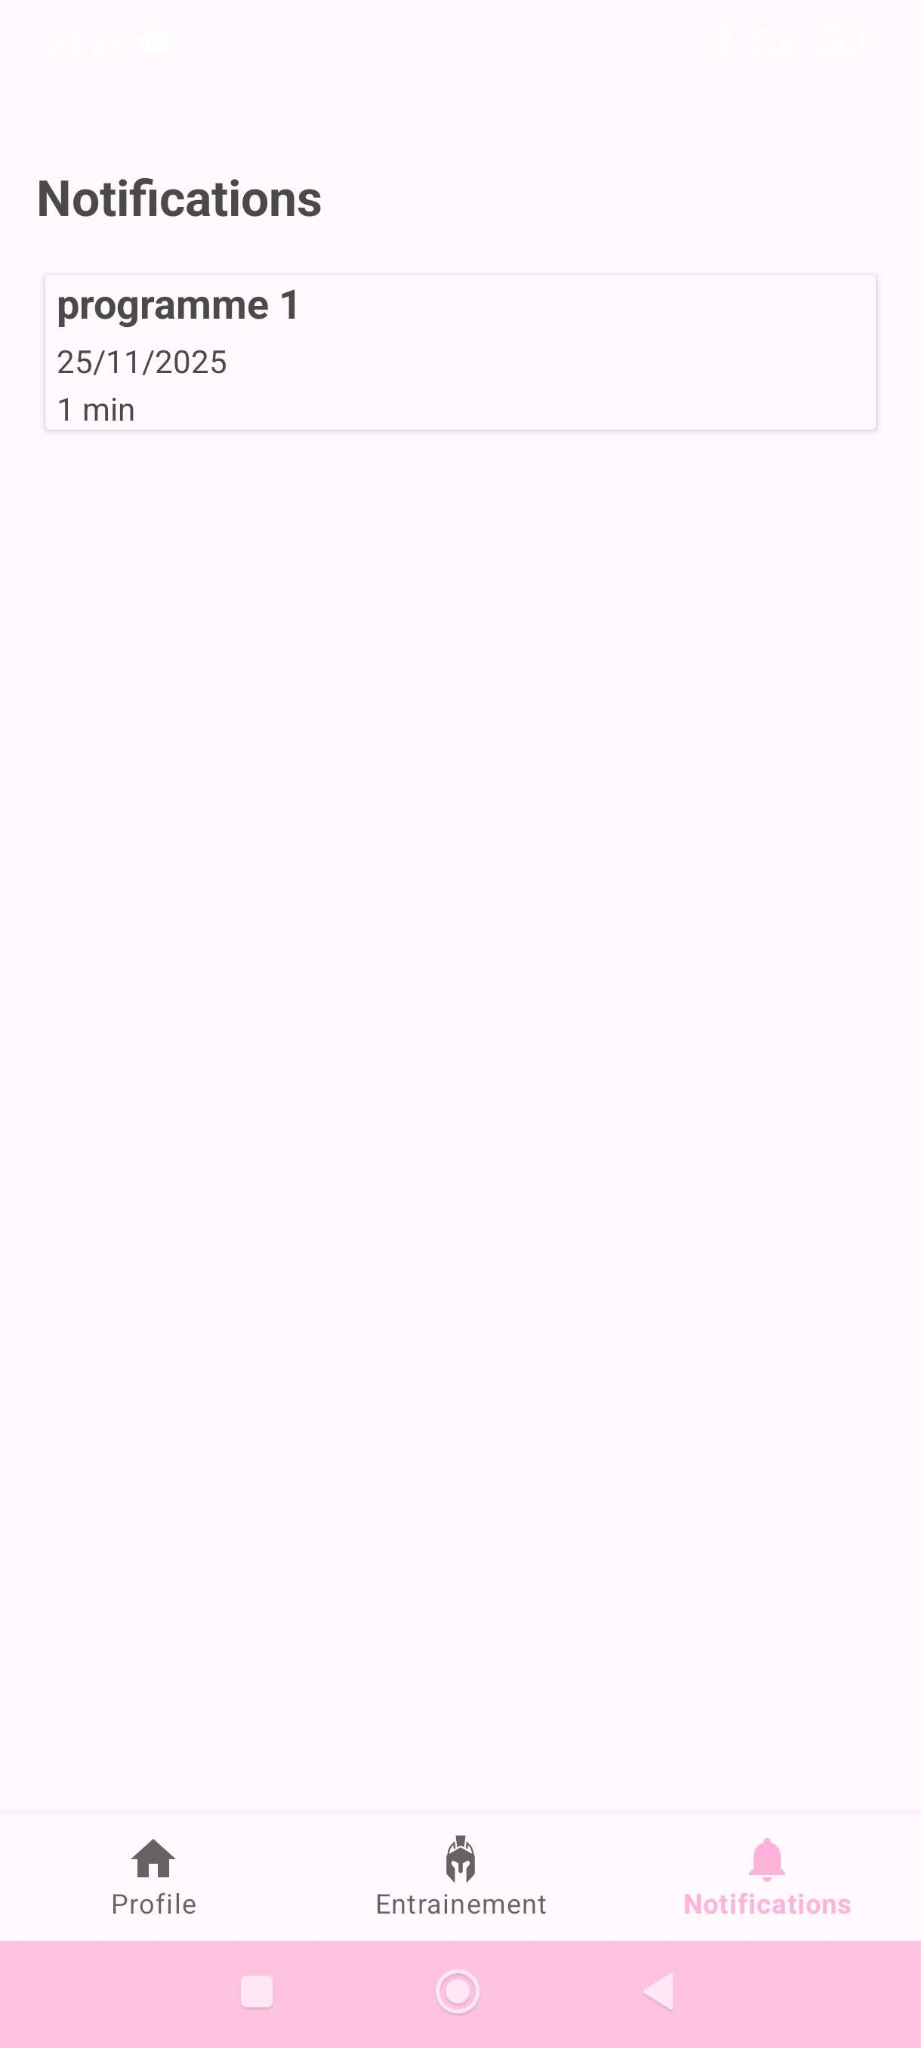 Notifications
programme 1
25/11/2025
1 min
Profile
Entrainement
Notifications